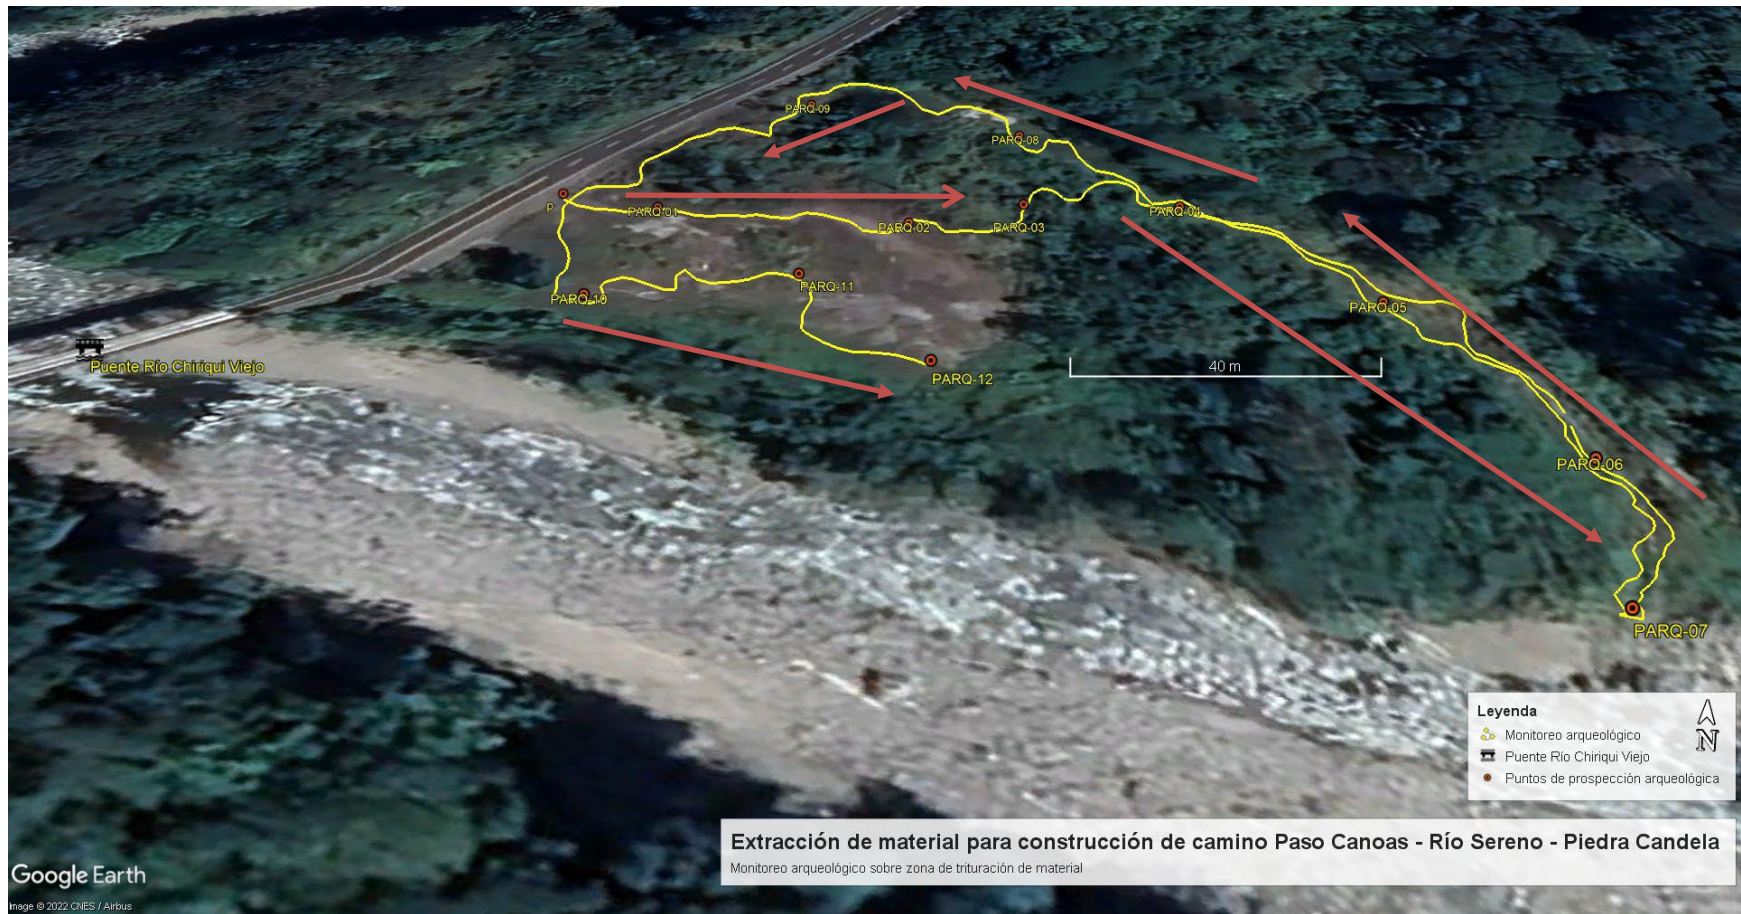 PARQ-09
PARQ-08
P
PARQ-01
PARQ-02
PARQ-03
PARQ-04
PARQ-10
PARQ-11
PARQ-05
Puente Río Chiriqui Viejo
PARQ-12
40 m
PARQ-06
PARQ-07
Leyenda
Monitoreo arqueológico
Puente Río Chiriqui Viejo
Puntos de prospección arqueológica
N
Extracción de material para construcción de camino Paso Canoas - Río Sereno - Piedra Candela
Monitoreo arqueológico sobre zona de trituración de material
Google Earth
Image © 2022 CNES / Airbus